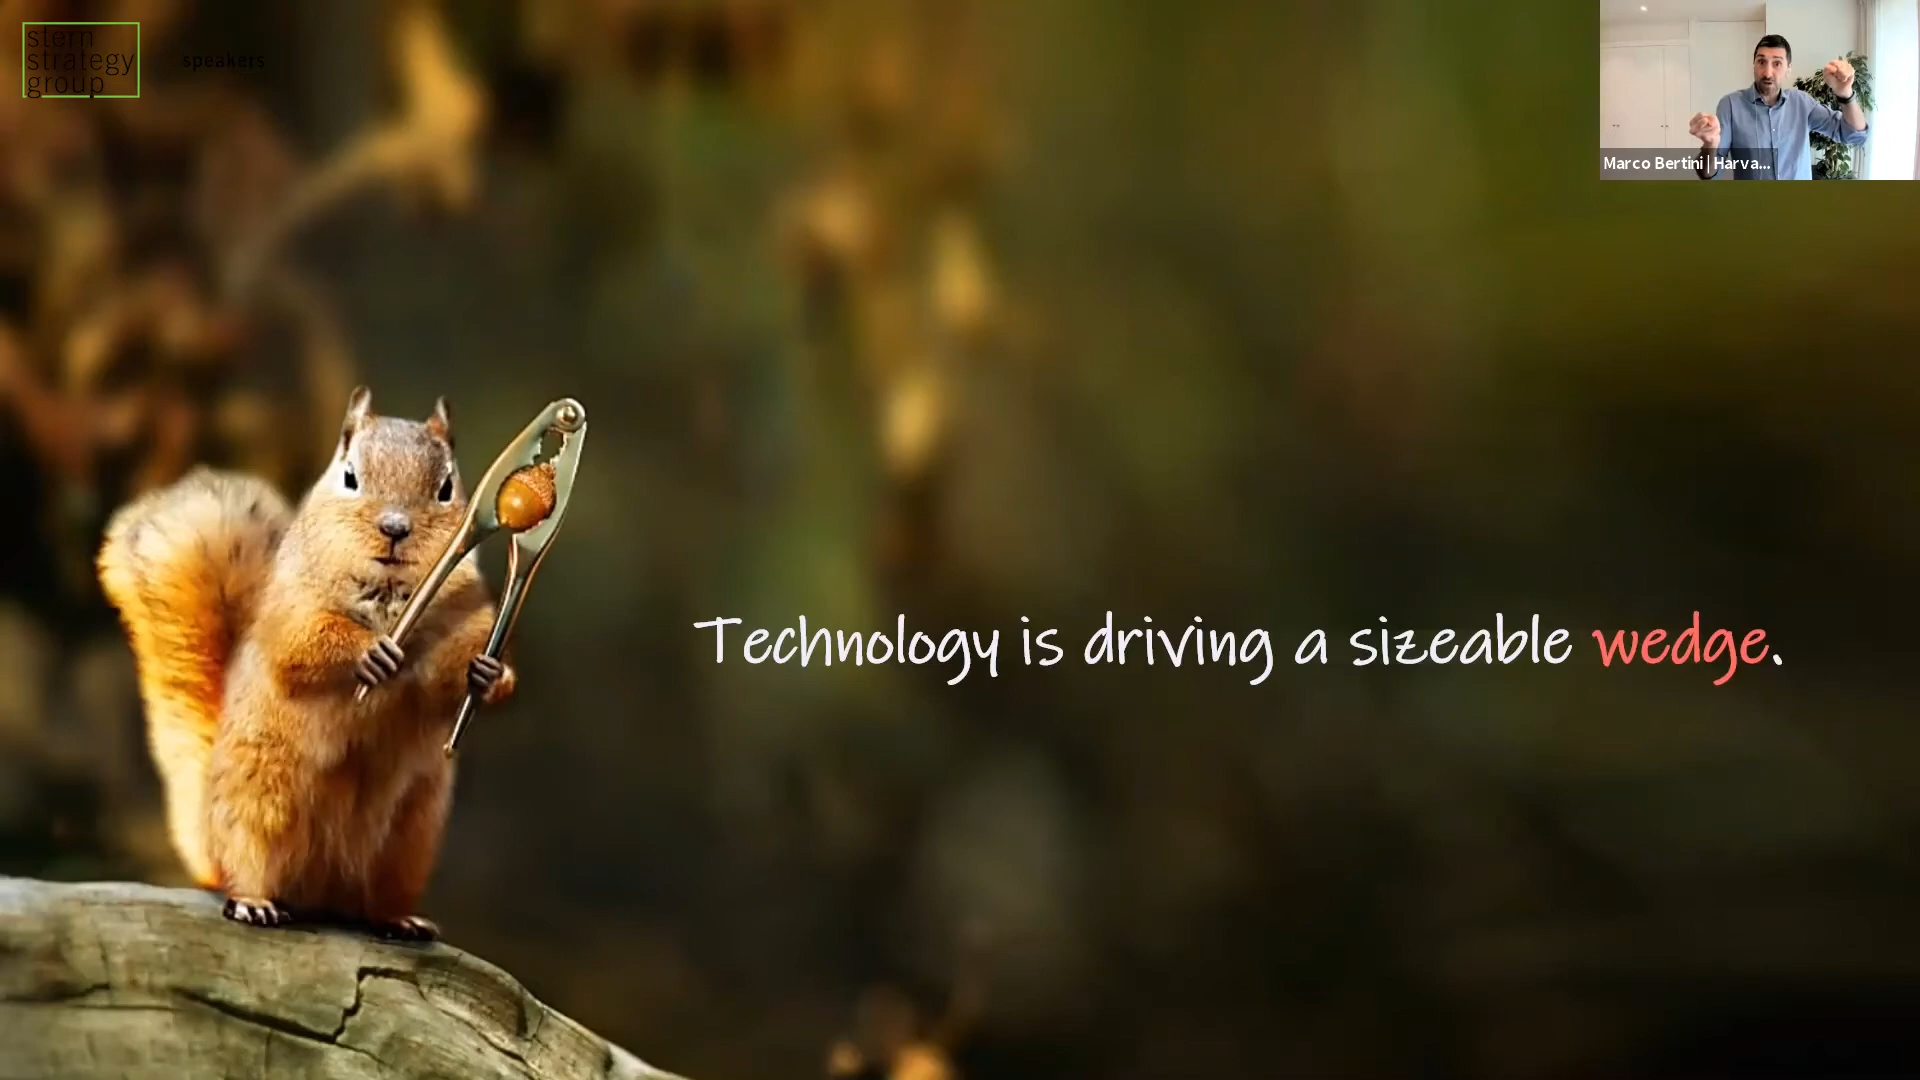 stern
strategy
group
speakers
Marco Bertini | Harva...
Technology is driving a sizeable wedge.